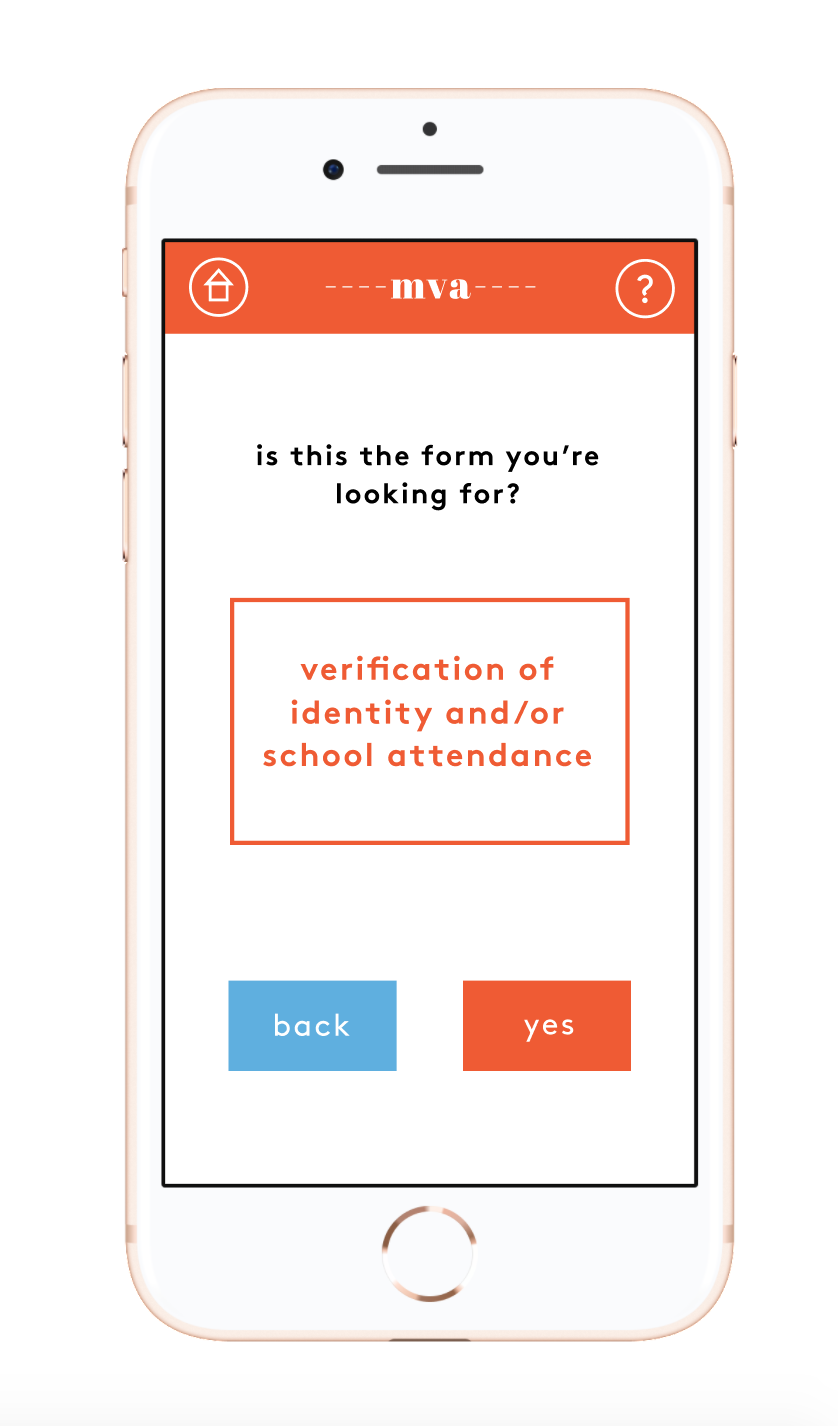 ----mva----
?
is this the form you’re
looking for?
verification of
identity and/or
school attendance
back
yes